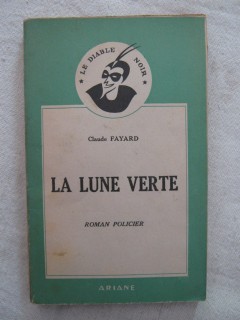 ★ LE DIABLE NOIR ★
Claude FAYARD
LA LUNE VERTE
ROMAN POLICIER
ARIANE